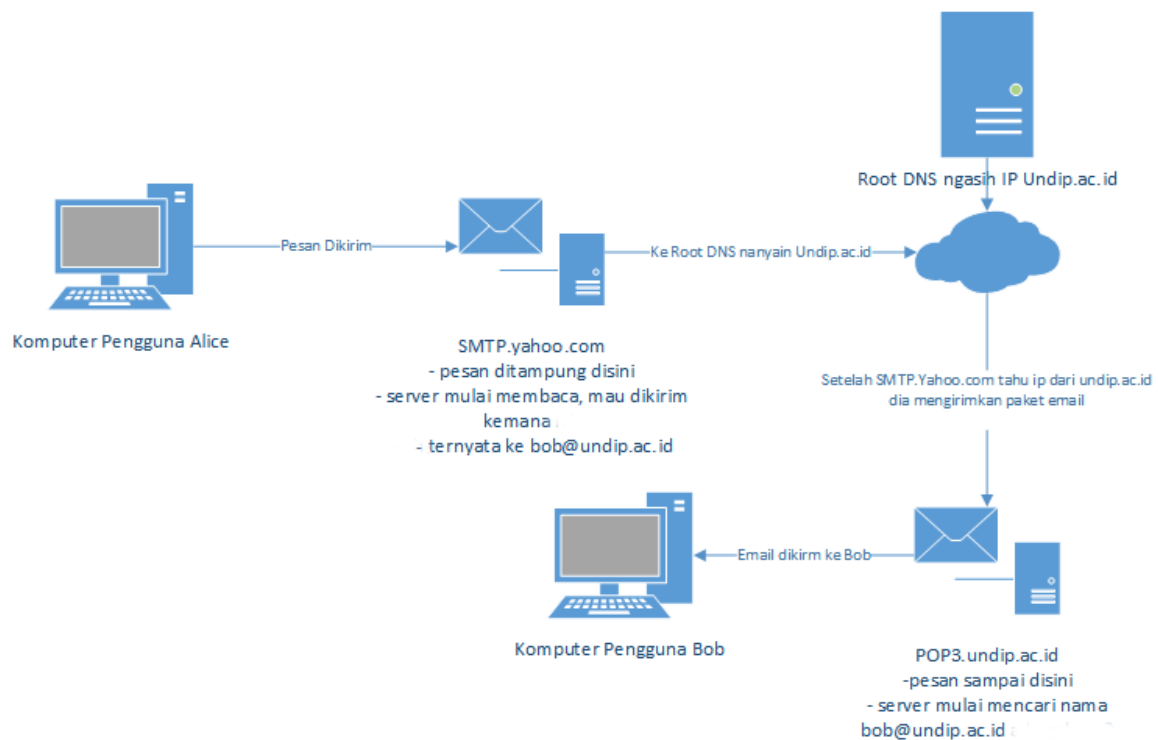 Root DNS ngasih IP Undip.ac.id
Pesan Dikirim
Ke Root DNS nanyain Undip.ac.id
Komputer Pengguna Alice
SMTP.yahoo.com
- pesan ditampung disini
- server mulai membaca, mau dikirim
kemana
- ternyata ke bob@undip.ac.id
Setelah SMTP.Yahoo.com tahu ip dari undip.ac.id
dia mengirimkan paket email
Email dikirm ke Bob
Komputer Pengguna Bob
POP3.undip.ac.id
-pesan sampai disini
- server mulai mencari nama
bob@undip.ac.id